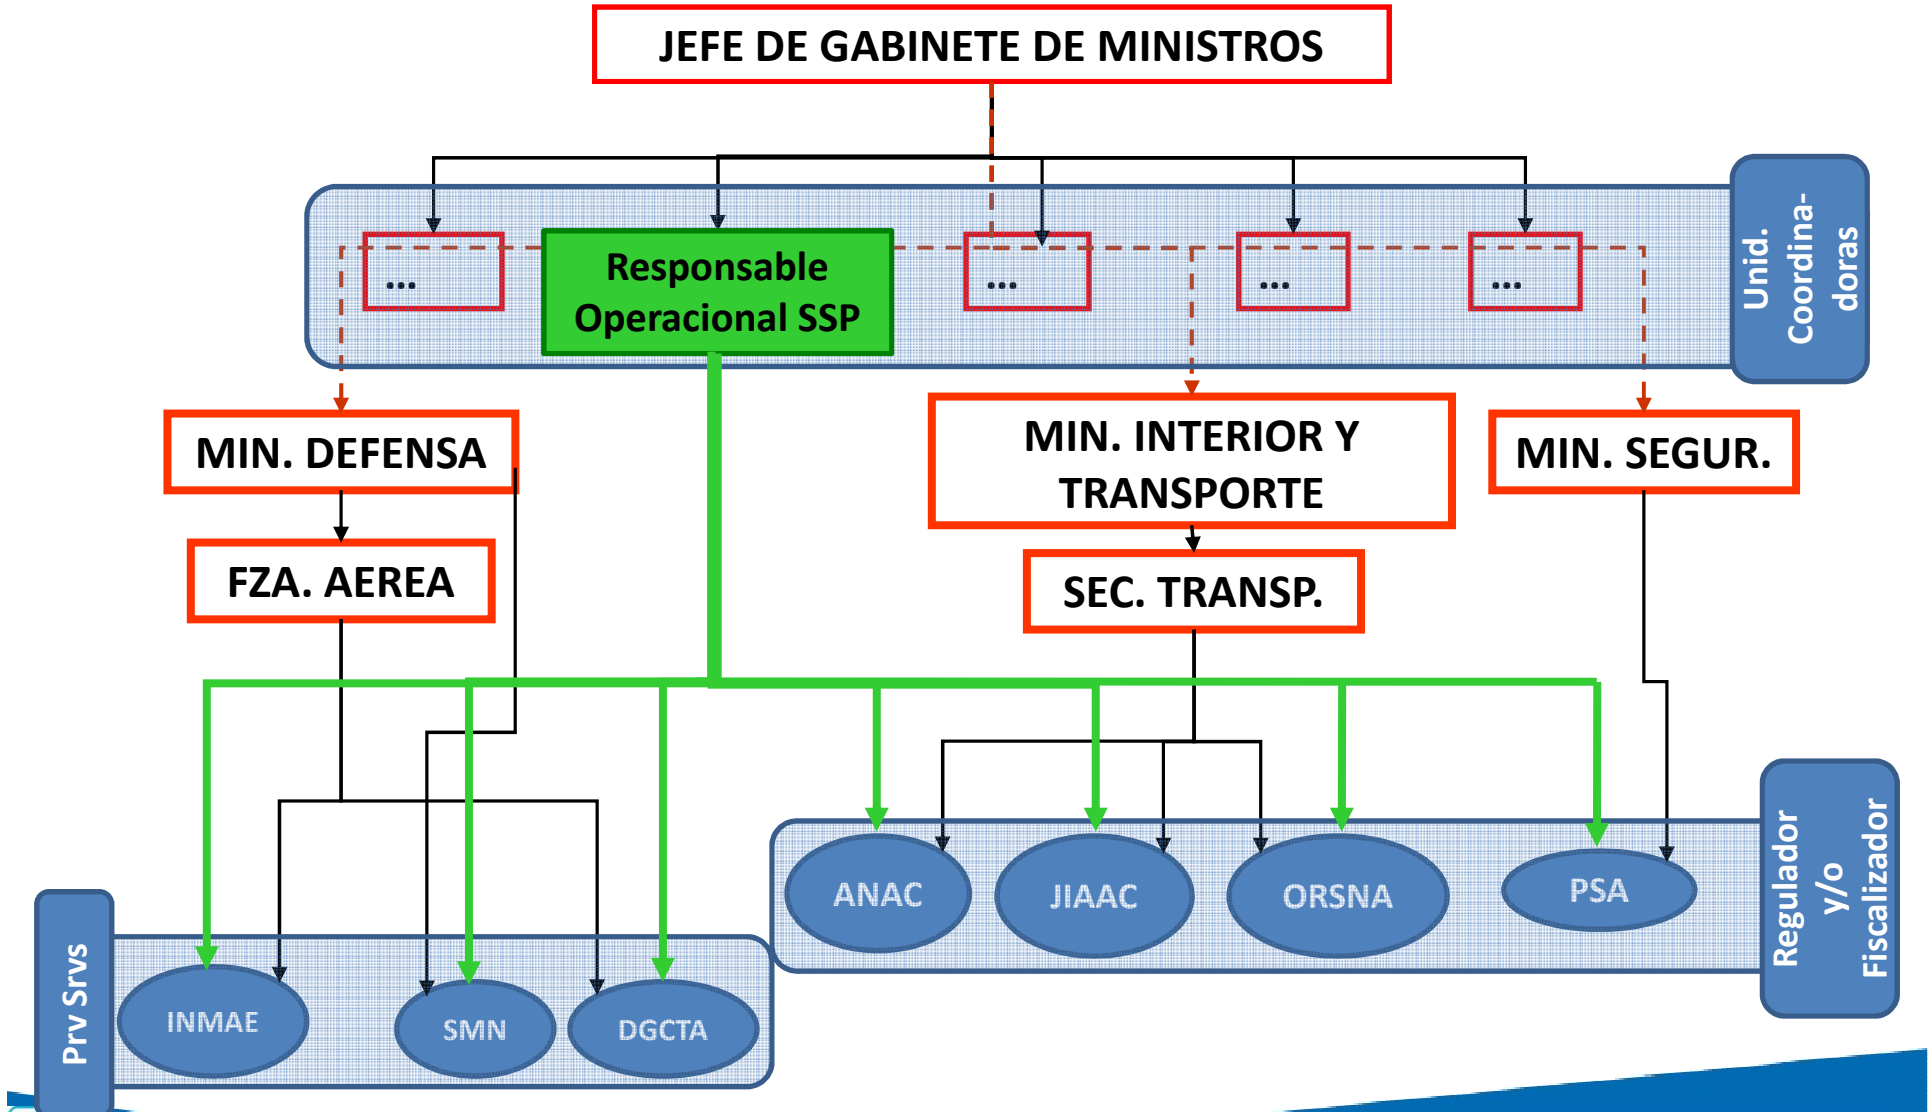 JEFE DE GABINETE DE MINISTROS
Unid.
Coordina-
doras
...
Responsable
Operacional SSP
...
...
...
MIN. DEFENSA
MIN. INTERIOR Y
TRANSPORTE
MIN. SEGUR.
FZA. AEREA
SEC. TRANSP.
Regulador
y/o
Fiscalizador
ANAC
JIAAC
ORSNA
PSA
Prv Srvs
INMAE
SMN
DGCTA